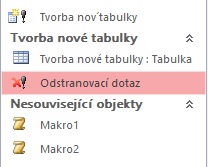 Tvorba nov´tabulky
Tvorba nové tabulky
Tvorba nové tabulky : Tabulka
Odstranovací dotaz
Nesouvisející objekty
Makro1
Makro2